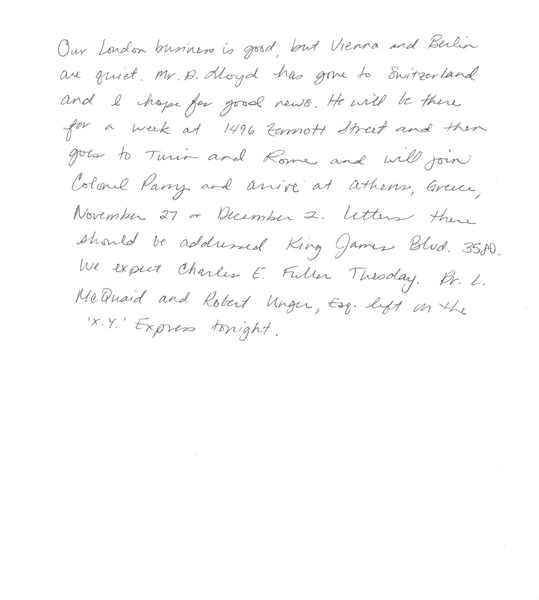 Our London business is good, but Vienna and Berlin
are quiet. Mr. D. Lloyd has gone to Switzerland
and I hope for good news. He will be there
for a week at 1496 Zermott Street and then
goes to Turin and Rome and will join
Colonel Parry and arrive at Athens, Greece,
November 27 or December 2. Letters there
should be addressed King James Blvd. 3580.
We expect Charles E. Fuller Tuesday. Dr. L.
McQuaid and Robert Unger, Esq. left on the
'X.Y.' Express tonight.